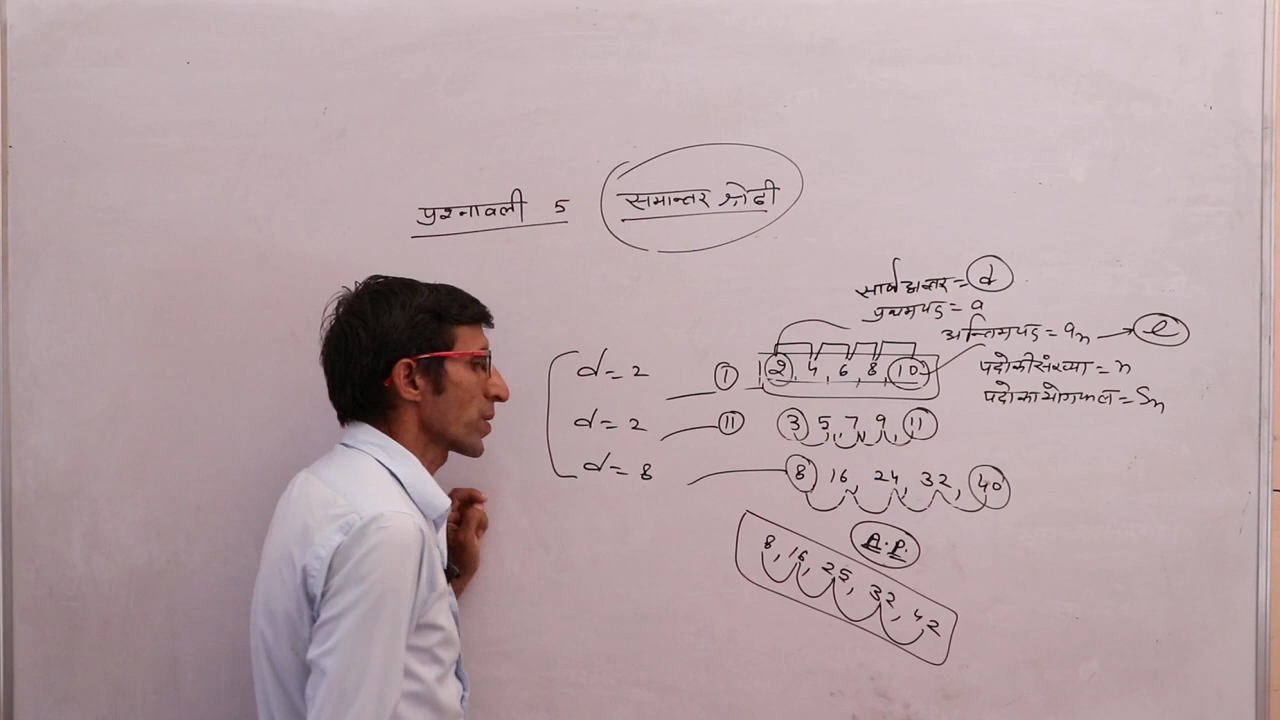 प्रश्नावली 5 समान्तर श्रेढी
सार्वअन्तर = d
प्रथमपद = a
अन्तिमपद = an → l
पदो की संख्या = n
पदो का योगफल = Sn
d = 2 I 2, 4, 6, 8, 10
d = 2 II 3, 5, 7, 9, 11
d = 8 8, 16, 24, 32, 40
A.P.
8, 16, 25, 32, 42